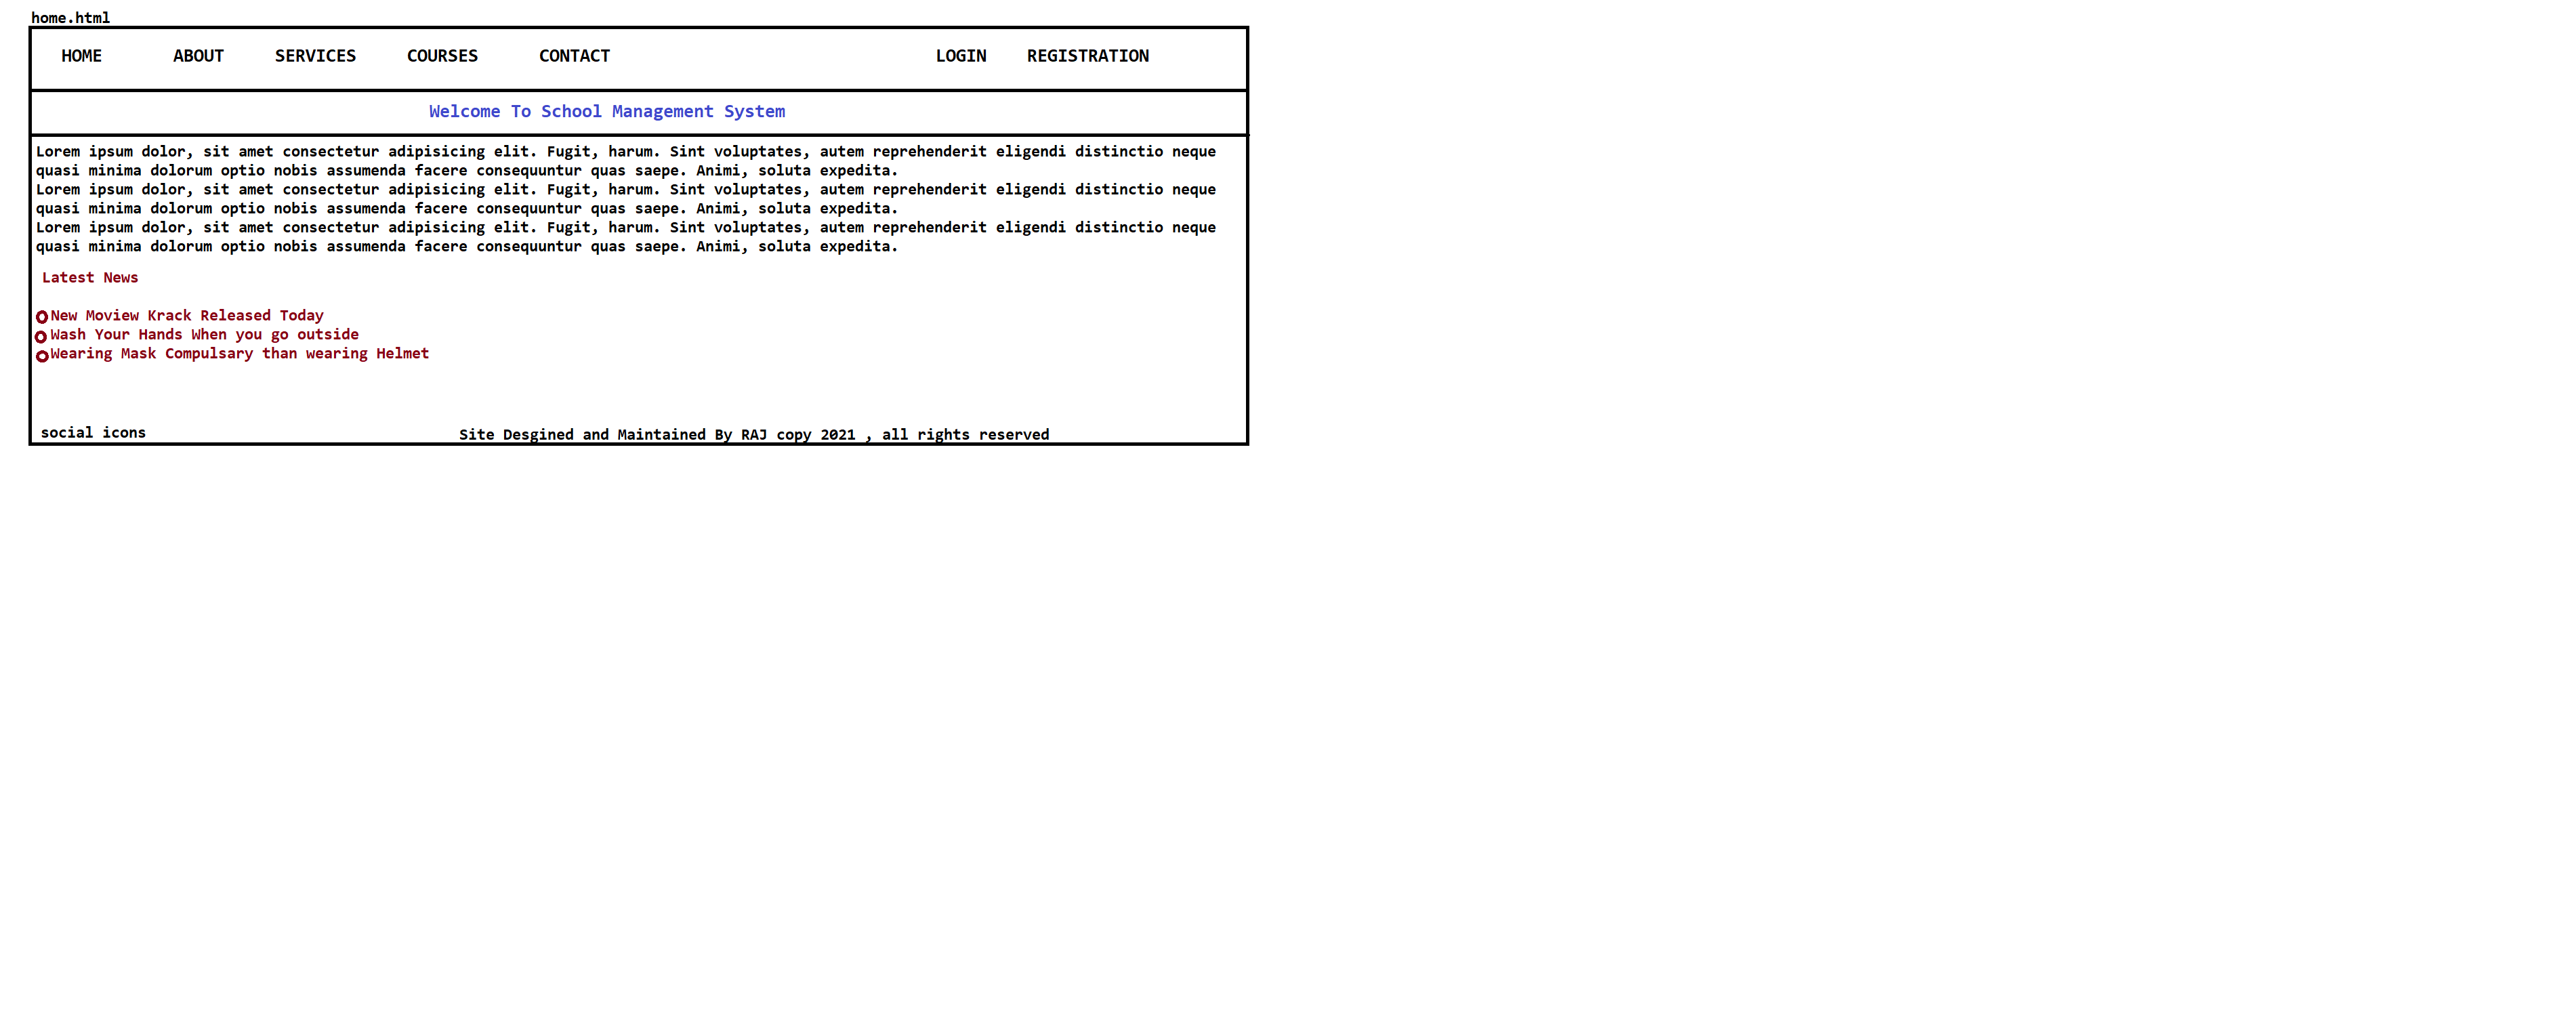 home.html
HOME ABOUT SERVICES COURSES CONTACT LOGIN REGISTRATION
Welcome To School Management System
Lorem ipsum dolor, sit amet consectetur adipisicing elit. Fugit, harum. Sint voluptates, autem reprehenderit eligendi distinctio neque
quasi minima dolorum optio nobis assumenda facere consequuntur quas saepe. Animi, soluta expedita.
Lorem ipsum dolor, sit amet consectetur adipisicing elit. Fugit, harum. Sint voluptates, autem reprehenderit eligendi distinctio neque
quasi minima dolorum optio nobis assumenda facere consequuntur quas saepe. Animi, soluta expedita.
Lorem ipsum dolor, sit amet consectetur adipisicing elit. Fugit, harum. Sint voluptates, autem reprehenderit eligendi distinctio neque
quasi minima dolorum optio nobis assumenda facere consequuntur quas saepe. Animi, soluta expedita.
Latest News
New Moview Krack Released Today
Wash Your Hands When you go outside
Wearing Mask Compulsary than wearing Helmet
social icons Site Desgined and Maintained By RAJ copy 2021 , all rights reserved